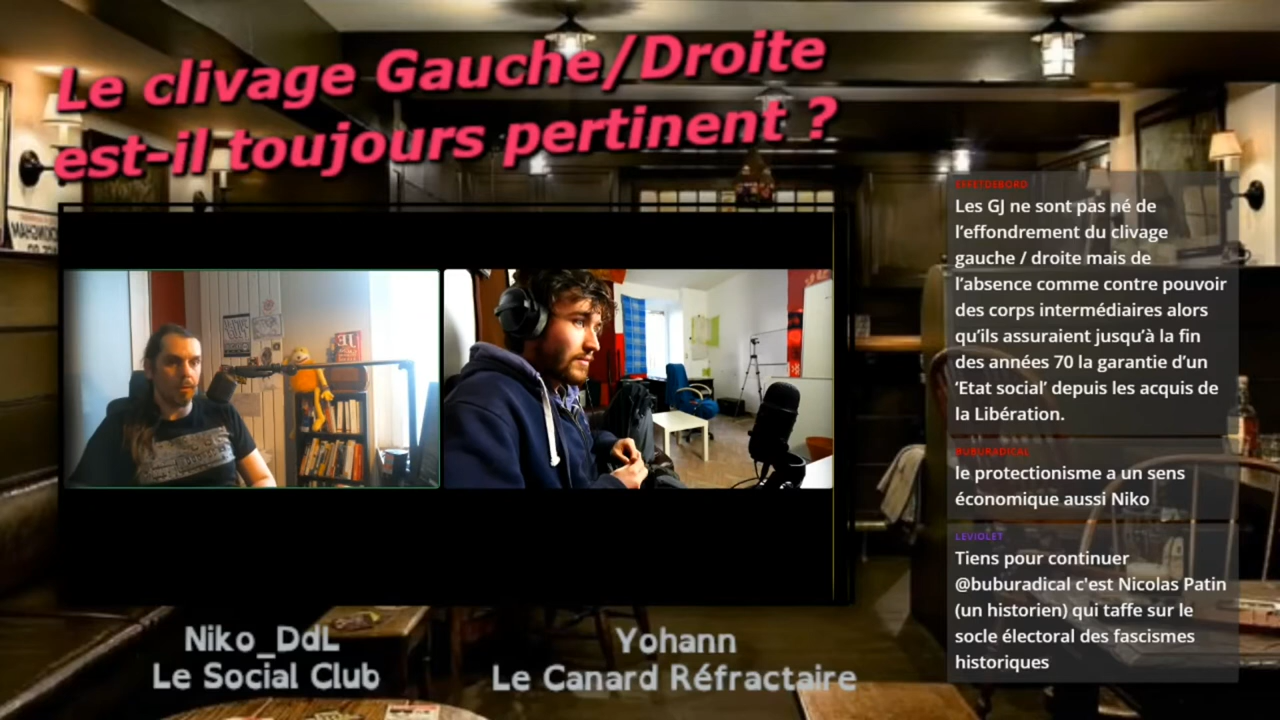 Le clivage Gauche/Droite
est-il toujours pertinent ?
EFFETDEBORD
Les GJ ne sont pas né de
l’effondrement du clivage
gauche / droite mais de
l’absence comme contre pouvoir
des corps intermédiaires alors
qu’ils assuraient jusqu’à la fin
des années 70 la garantie d’un
‘Etat social’ depuis les acquis de
la Libération.
BUBURADICAL
le protectionisme a un sens
économique aussi Niko
LEVIOLET
Tiens pour continuer
@buburadical c'est Nicolas Patin
(un historien) qui taffe sur le
socle électoral des fascismes
historiques
Niko_DdL
Le Social Club
Yohann
Le Canard Réfractaire